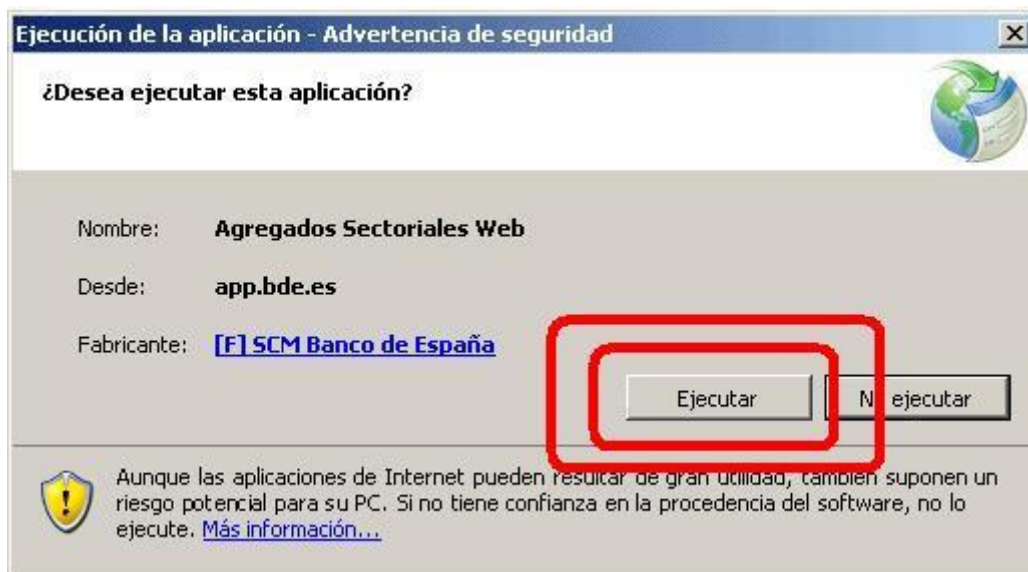 Ejecución de la aplicación - Advertencia de seguridad
¿Desea ejecutar esta aplicación?
Nombre: Agregados Sectoriales Web
Desde: app.bde.es
Fabricante: [F] SCM Banco de España
Ejecutar No ejecutar
Aunque las aplicaciones de Internet pueden resultar de gran utilidad, también suponen un
riesgo potencial para su PC. Si no tiene confianza en la procedencia del software, no lo
ejecute. Más información...